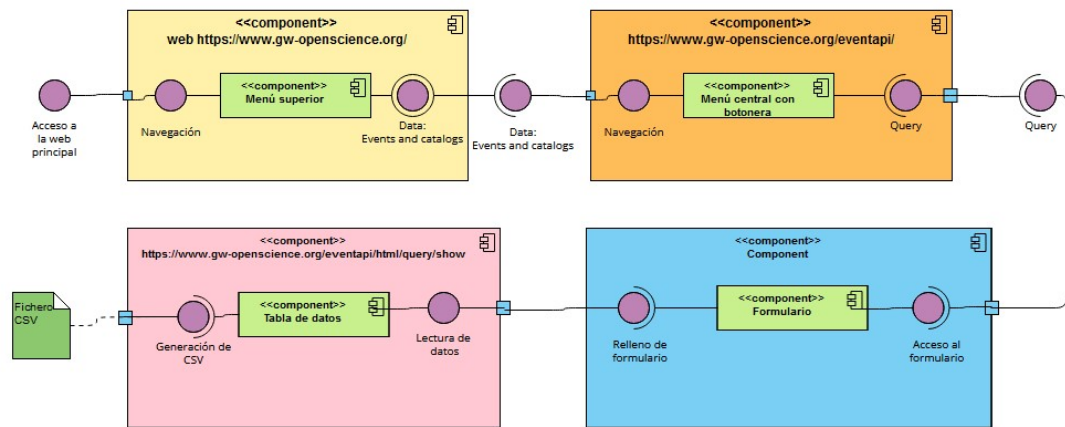 <<component>>
web https://www.gw-openscience.org/
<<component>>
Menú superior
Acceso a
la web
principal
Navegación
Data:
Events and catalogs
Data:
Events and catalogs
<<component>>
https://www.gw-openscience.org/eventapi/
<<component>>
Menú central con
botonera
Navegación
Query
Query
<<component>>
https://www.gw-openscience.org/eventapi/html/query/show
<<component>>
Tabla de datos
Fichero
CSV
Generación de
CSV
Lectura de
datos
<<component>>
Component
<<component>>
Formulario
Relleno de
formulario
Acceso al
formulario